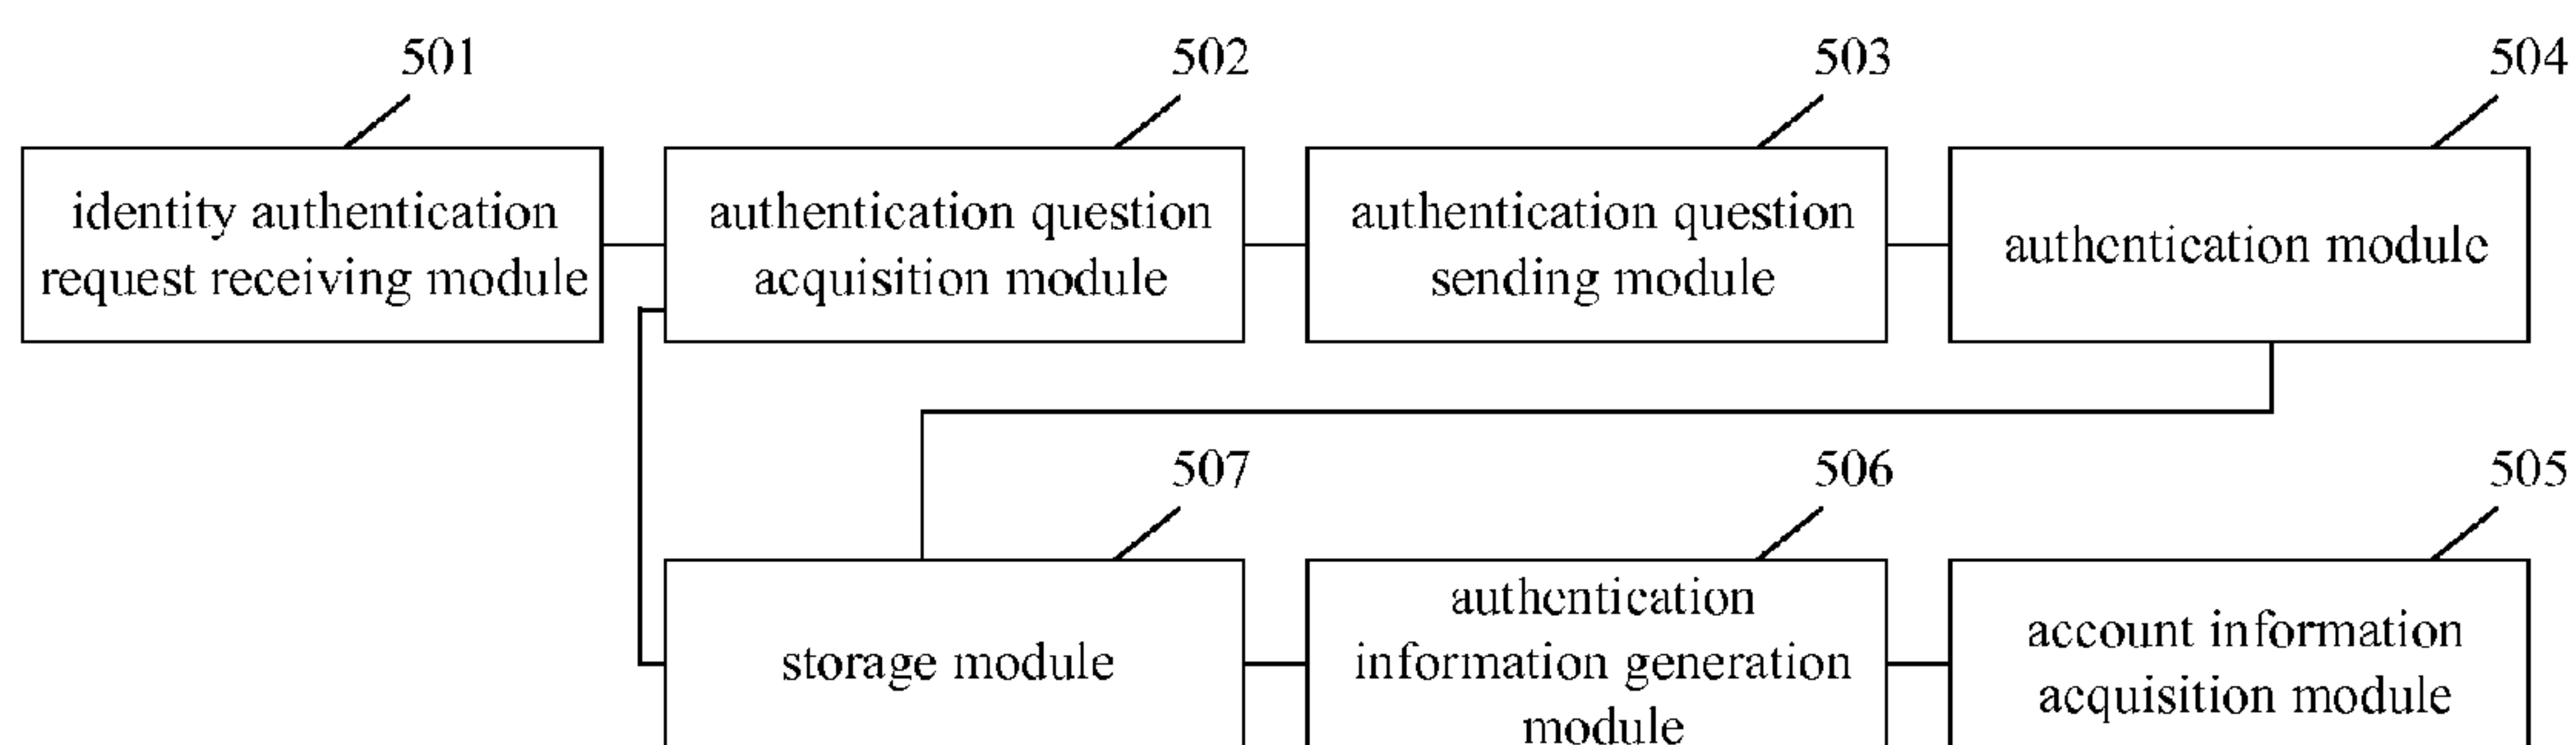 501
502
503
504
identity authentication
request receiving module
authentication question
acquisition module
authentication question
sending module
authentication module
507
506
505
storage module
authentication
information generation
module
account information
acquisition module